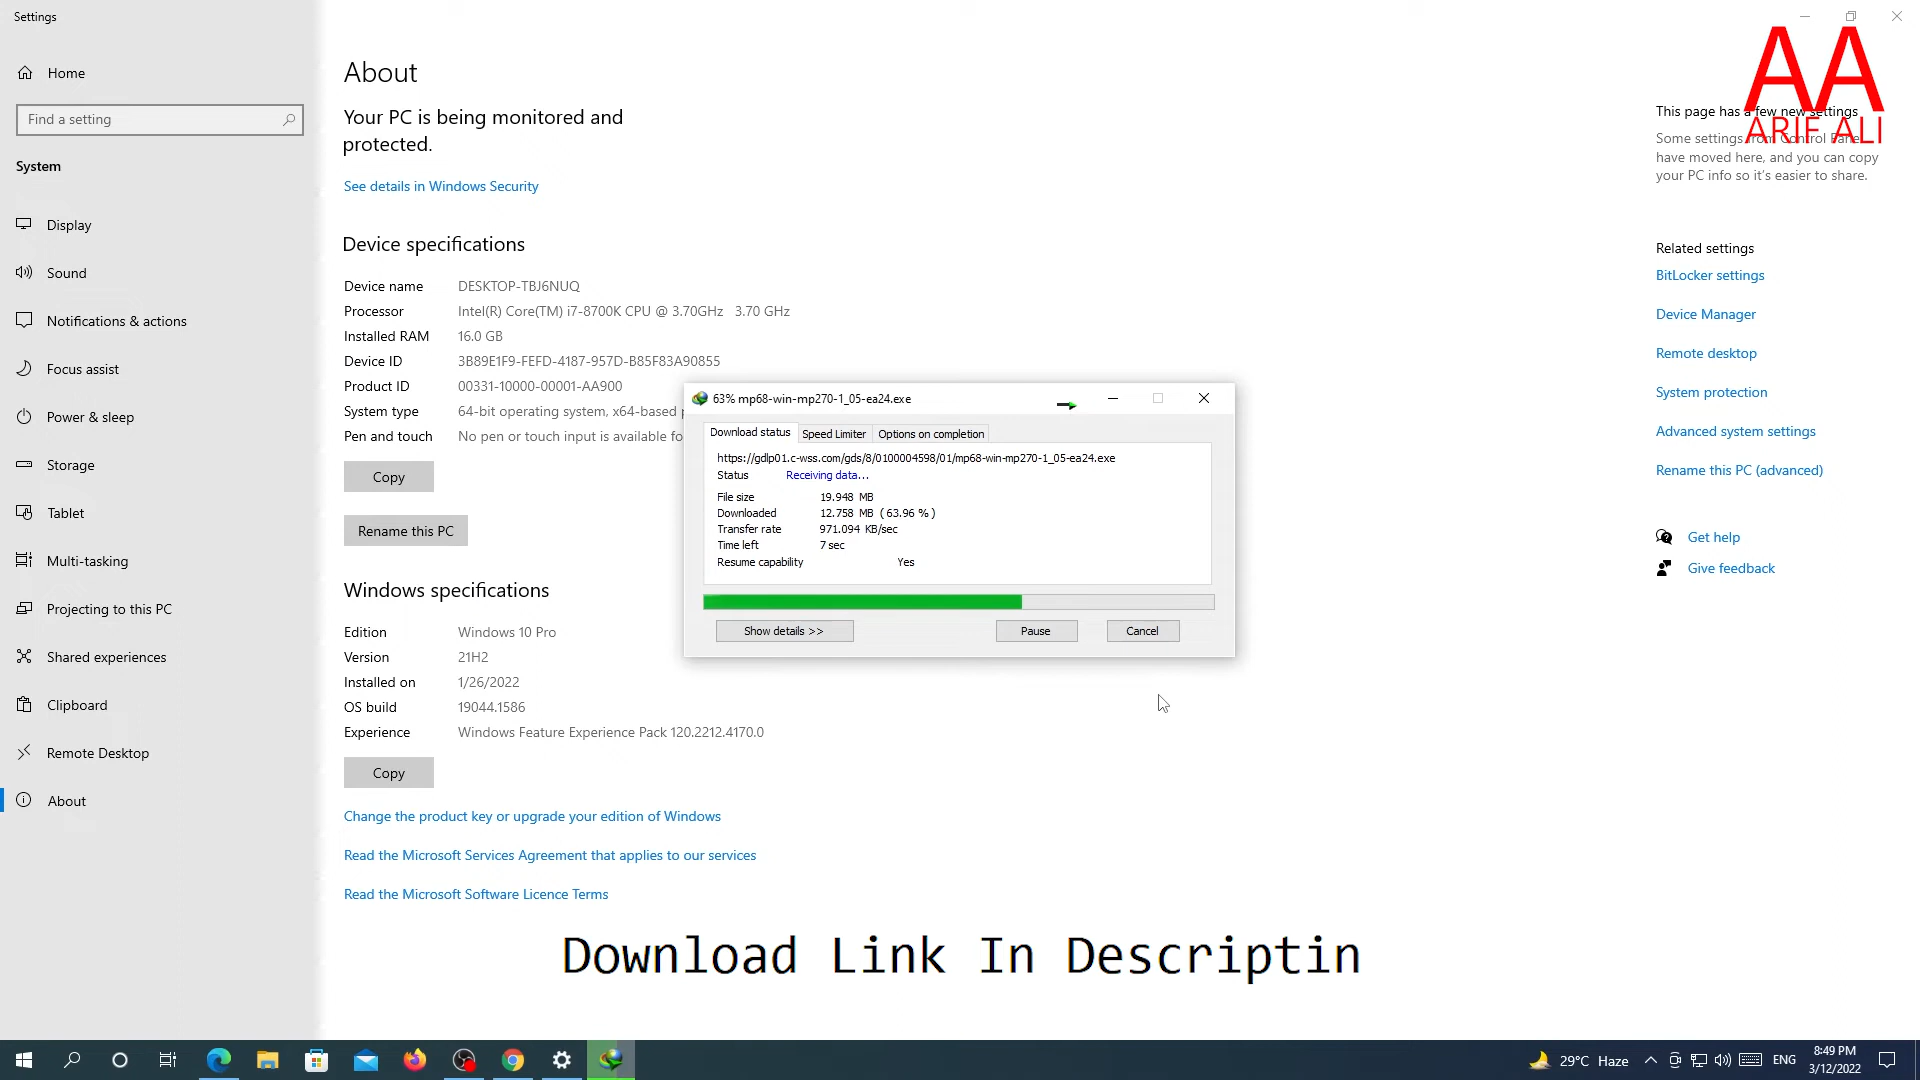 Settings
Home
Find a setting
System
Display
Sound
Notifications & actions
Focus assist
Power & sleep
Storage
Tablet
Multi-tasking
Projecting to this PC
Shared experiences
Clipboard
Remote Desktop
About
About
Your PC is being monitored and
protected.
See details in Windows Security
Device specifications
Device name DESKTOP-TBJ6NUQ
Processor Intel(R) Core(TM) i7-8700K CPU @ 3.70GHz 3.70 GHz
Installed RAM 16.0 GB
Device ID 3B89E1F9-FEFD-4187-957D-B85F83A90855
Product ID 00331-10000-00001-AA900
System type 64-bit operating system, x64-based
Pen and touch No pen or touch input is available fo
Copy
Rename this PC
Windows specifications
Edition Windows 10 Pro
Version 21H2
Installed on 1/26/2022
OS build 19044.1586
Experience Windows Feature Experience Pack 120.2212.4170.0
Copy
Change the product key or upgrade your edition of Windows
Read the Microsoft Services Agreement that applies to our services
Read the Microsoft Software Licence Terms
63% mp68-win-mp270-1_05-ea24.exe
Download status Speed Limiter Options on completion
https://gdlp01.c-wss.com/gds/8/0100004598/01/mp68-win-mp270-1_05-ea24.exe
Status Receiving data...
File size 19.948 MB
Downloaded 12.758 MB ( 63.96 % )
Transfer rate 971.094 KB/sec
Time left 7 sec
Resume capability Yes
Show details >> Pause Cancel
AA
ARIF ALI
This page has a few new settings
Some settings from Control Panel
have moved here, and you can copy
your PC info so it's easier to share.
Related settings
BitLocker settings
Device Manager
Remote desktop
System protection
Advanced system settings
Rename this PC (advanced)
Get help
Give feedback
Download Link In Descriptin
29°C Haze
ENG
8:49 PM
3/12/2022